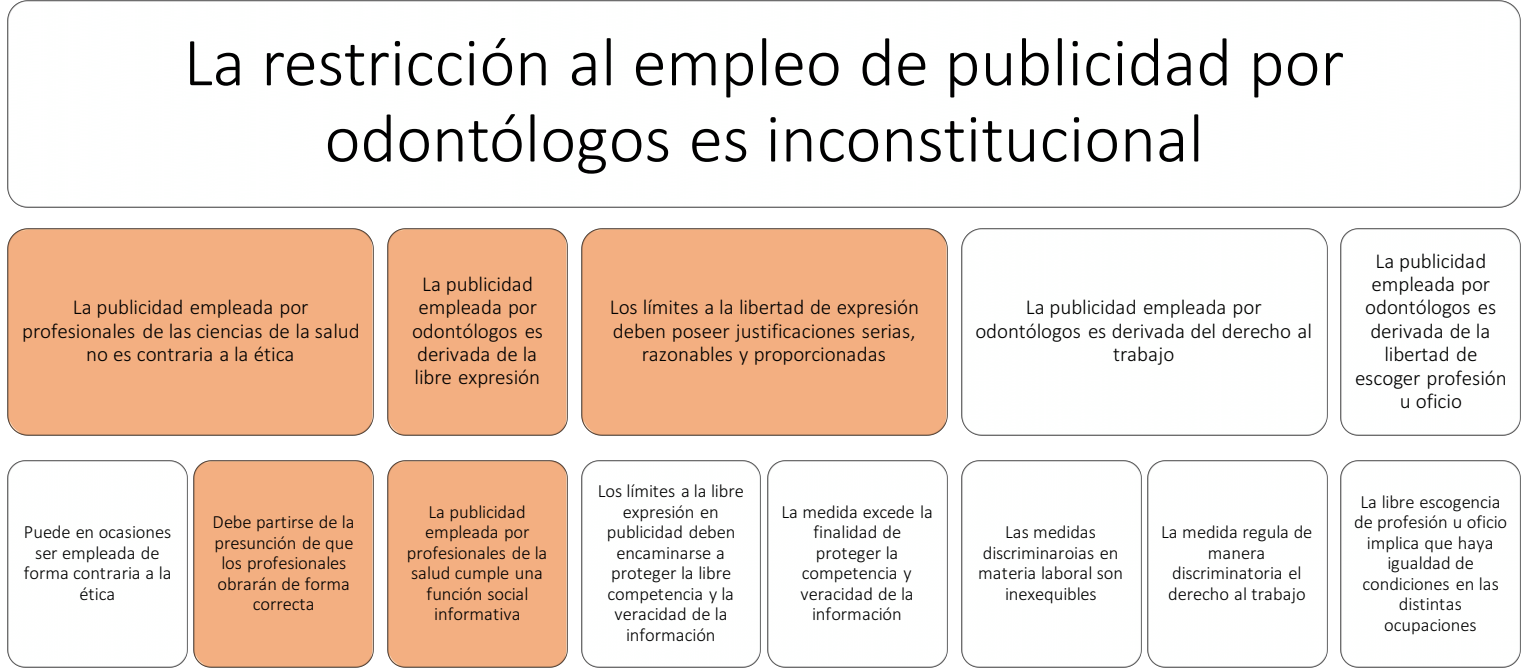 La restricción al empleo de publicidad por
odontólogos es inconstitucional
La publicidad empleada por
profesionales de las ciencias de la salud
no es contraria a la ética
La publicidad
empleada por
odontólogos es
derivada de la
libre expresión
Los límites a la libertad de expresión
deben poseer justificaciones serias,
razonables y proporcionadas
La publicidad empleada por
odontólogos es derivada del derecho al
trabajo
La publicidad
empleada por
odontólogos es
derivada de la
libertad de
escoger profesión
u oficio
Puede en ocasiones
ser empleada de
forma contraria a la
ética
Debe partirse de la
presunción de que
los profesionales
obrarán de forma
correcta
La publicidad
empleada por
profesionales de la
salud cumple una
función social
informativa
Los límites a la libre
expresión en
publicidad deben
encaminarse a
proteger la libre
competencia y la
veracidad de la
información
La medida excede la
finalidad de
proteger la
competencia y
veracidad de la
información
Las medidas
discriminaroias en
materia laboral son
inexequibles
La medida regula de
manera
discriminatoria el
derecho al trabajo
La libre escogencia
de profesión u oficio
implica que haya
igualdad de
condiciones en las
distintas
ocupaciones